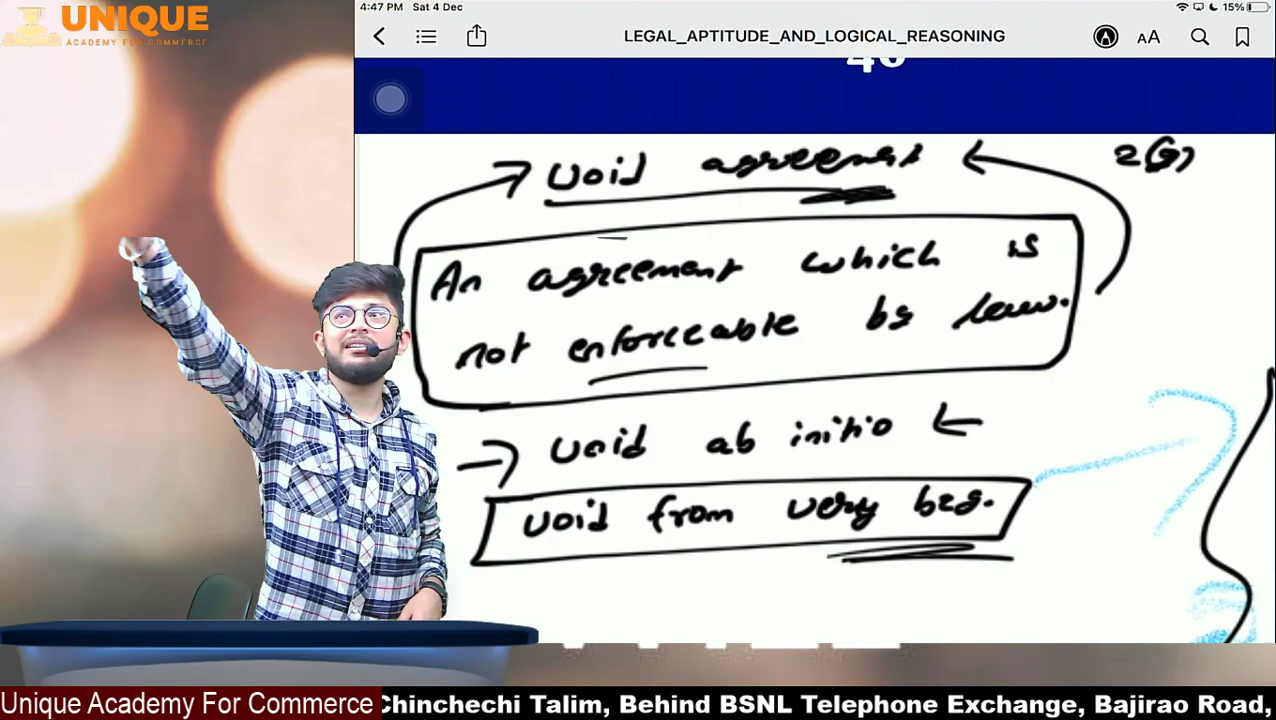 UNIQUE
ACADEMY FOR COMMERCE
4:47 PM Sat 4 Dec
15%
LEGAL_APTITUDE_AND_LOGICAL_REASONING
AA
46
Void agreement
2(g)
An agreement which is
not enforceable by law.
Void ab initio
Void from very beg.
Unique Academy For Commerce
Chinchechi Talim, Behind BSNL Telephone Exchange, Bajirao Road,